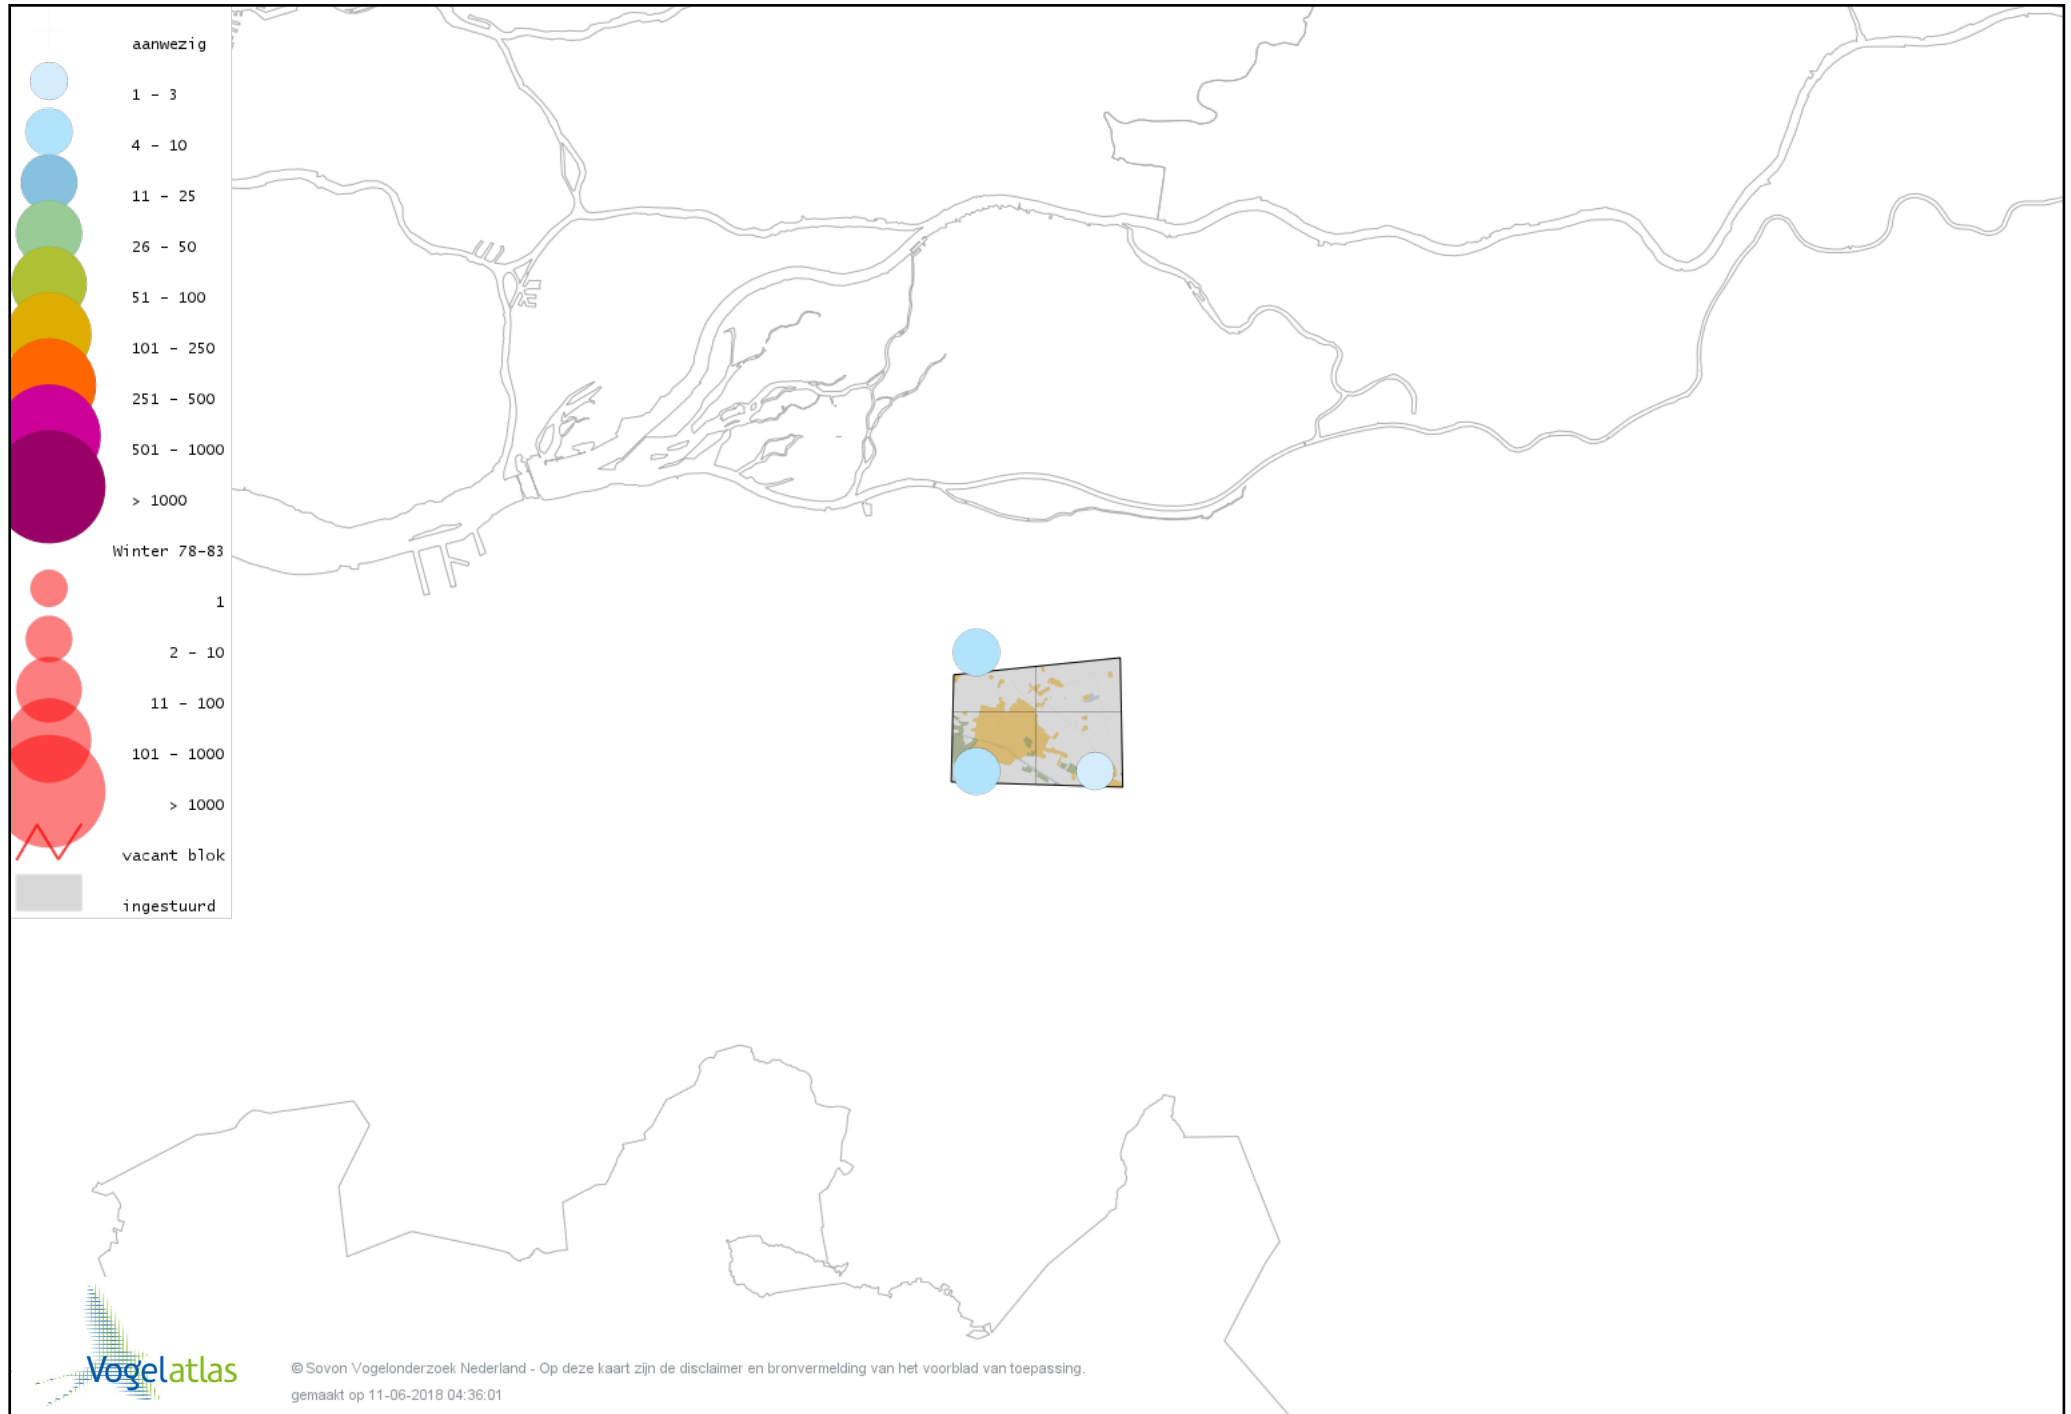 aanwezig
1 - 3
4 - 10
11 - 25
26 - 50
51 - 100
101 - 250
251 - 500
501 - 1000
> 1000
Winter 78-83
1
2 - 10
11 - 100
101 - 1000
> 1000
vacant blok
ingestuurd
Vogelatlas
© Sovon Vogelonderzoek Nederland - Op deze kaart zijn de disclaimer en bronvermelding van het voorblad van toepassing.
gemaakt op 11-06-2018 04:36:01